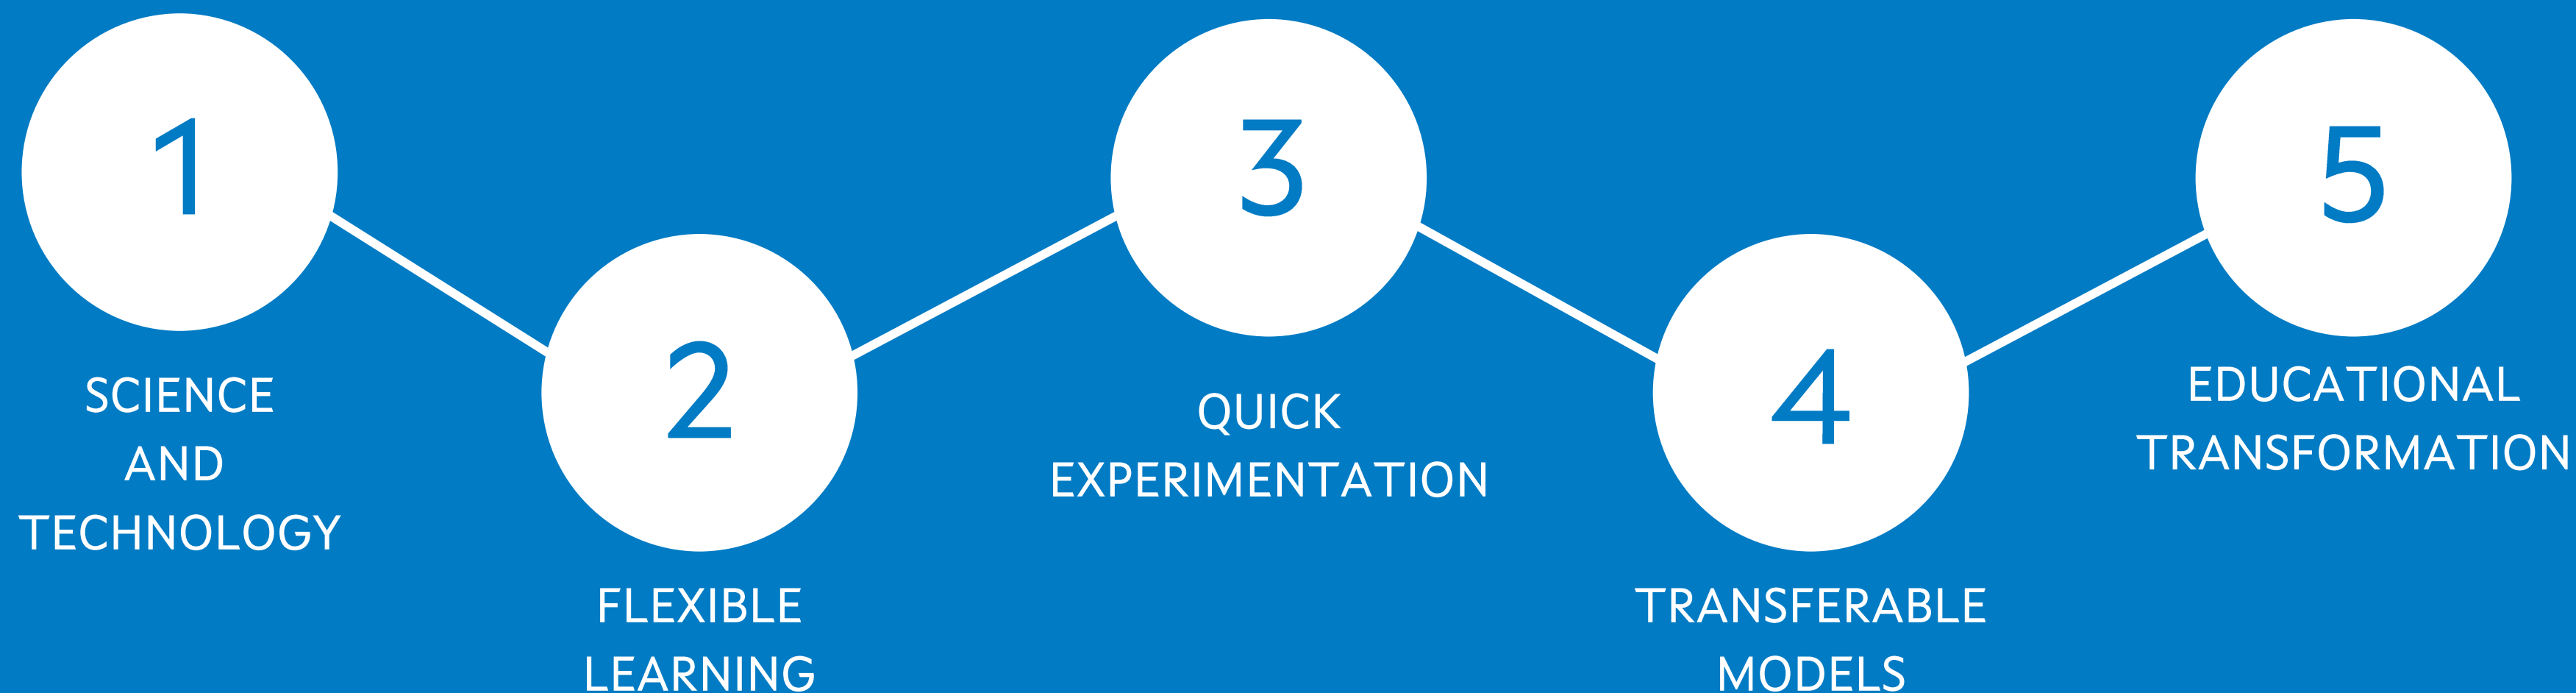 1
SCIENCE
AND
TECHNOLOGY
2
FLEXIBLE
LEARNING
3
QUICK
EXPERIMENTATION
4
TRANSFERABLE
MODELS
5
EDUCATIONAL
TRANSFORMATION